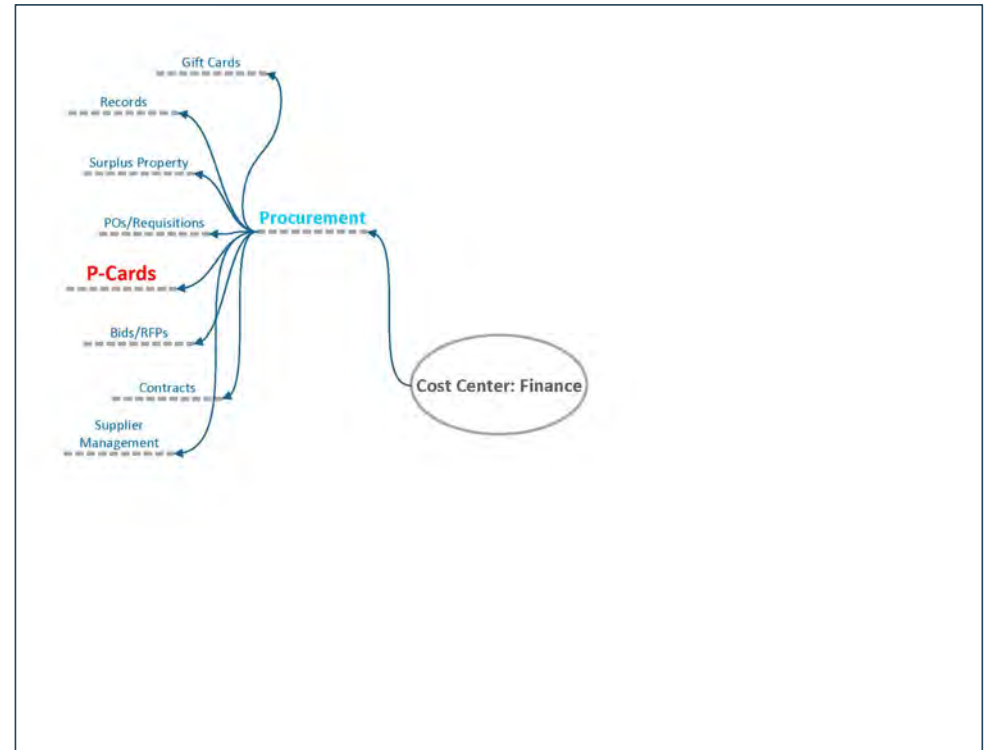 Gift Cards
Records
Surplus Property
POs/Requisitions
Procurement
P-Cards
Bids/RFPs
Contracts
Cost Center: Finance
Supplier
Management